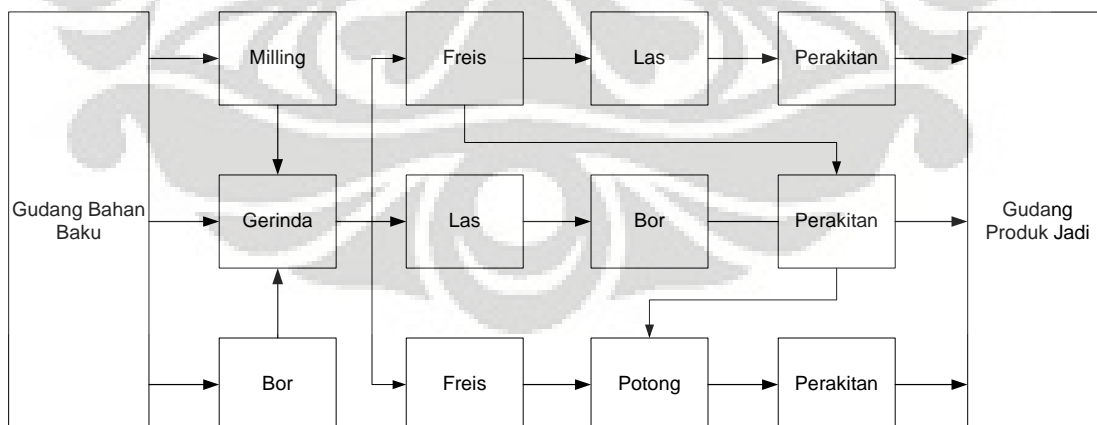 Milling
Freis
Las
Perakitan
Gudang Bahan
Baku
Gerinda
Las
Bor
Perakitan
Gudang
Produk Jadi
Bor
Freis
Potong
Perakitan